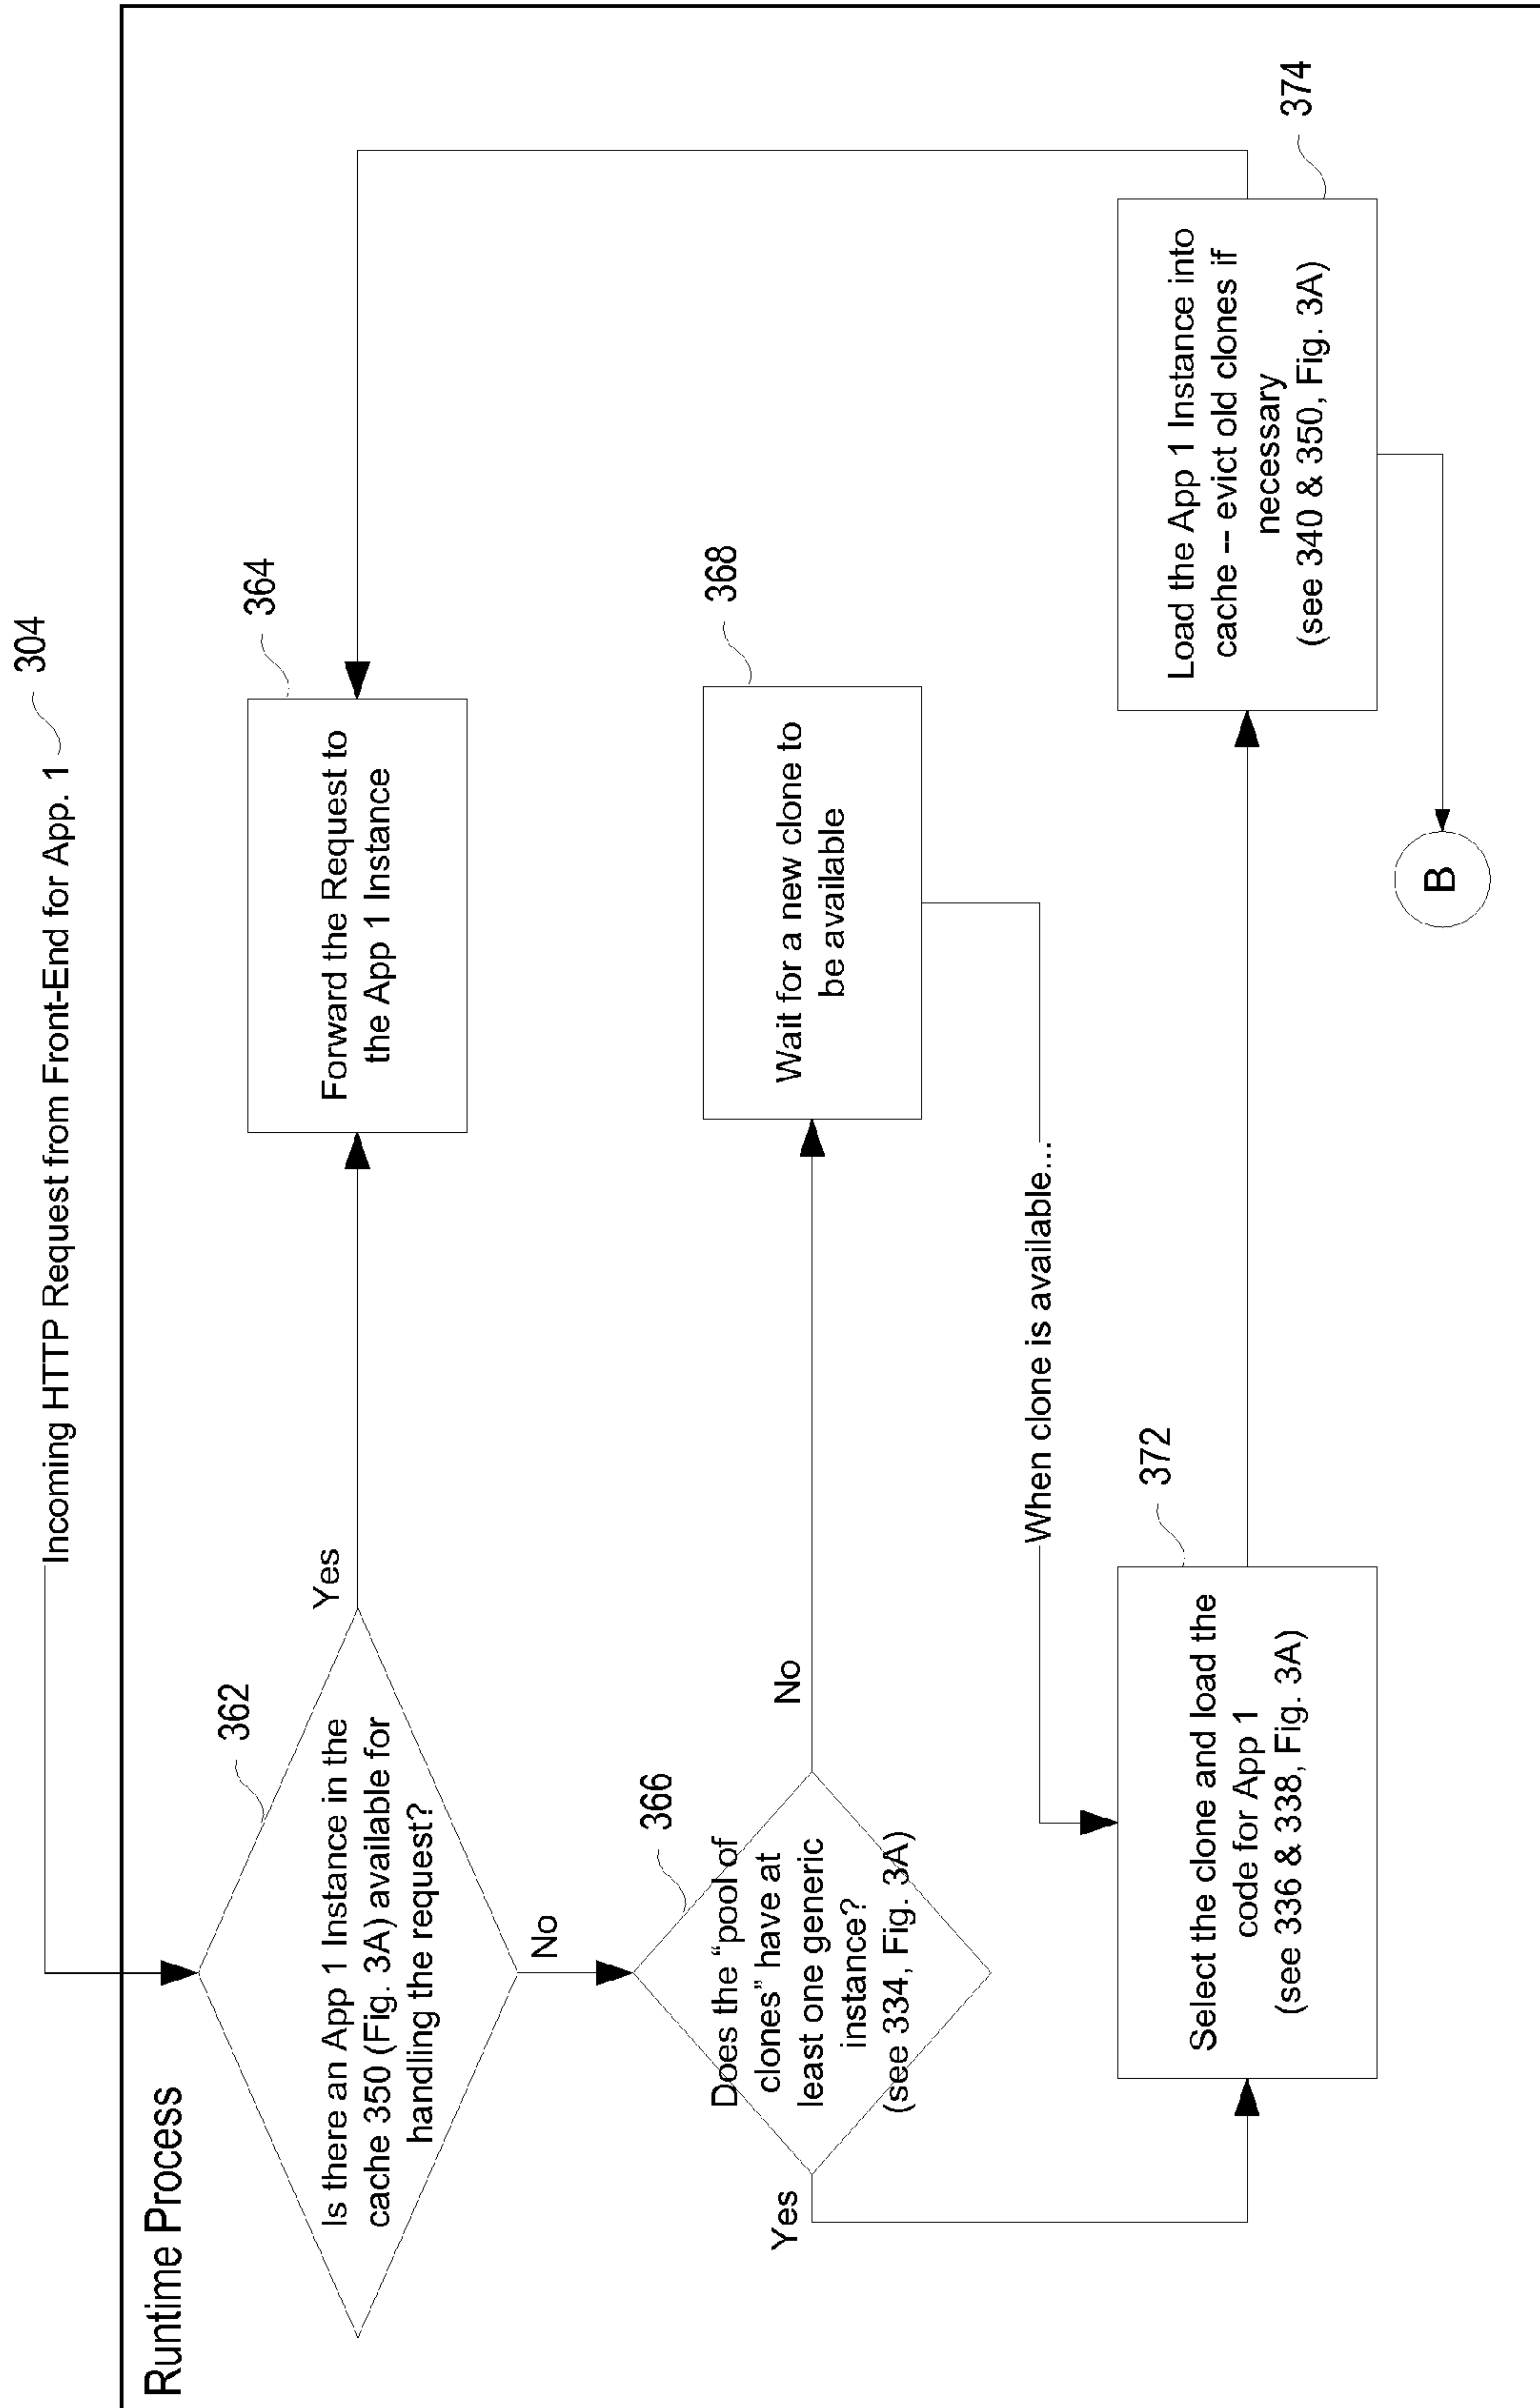 Incoming HTTP Request from Front-End for App. 1
304
Runtime Process
362
Is there an App 1 Instance in the
cache 350 (Fig. 3A) available for
handling the request?
Yes
364
Forward the Request to
the App 1 Instance
No
366
Does the “pool of
clones” have at
least one generic
instance?
(see 334, Fig. 3A)
No
368
Wait for a new clone to
be available
Yes
When clone is available...
372
Select the clone and load the
code for App 1
(see 336 & 338, Fig. 3A)
374
Load the App 1 Instance into
cache -- evict old clones if
necessary
(see 340 & 350, Fig. 3A)
B